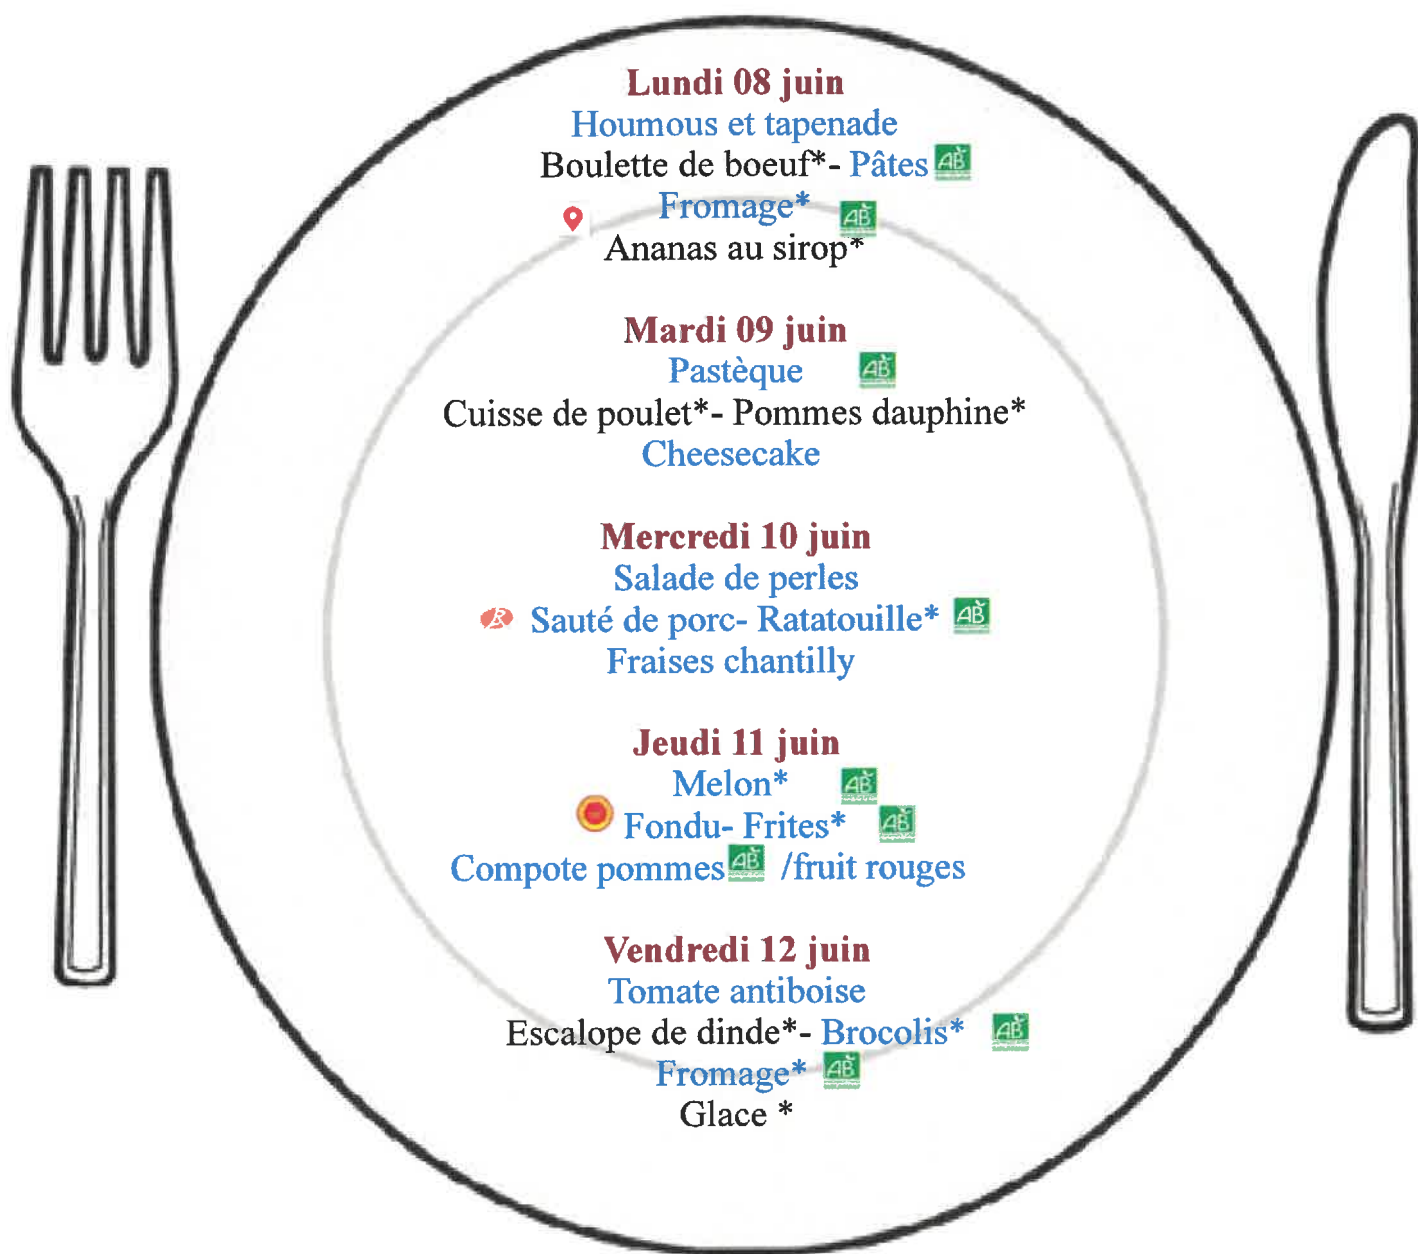 Lundi 08 juin
Houmous et tapenade
Boulette de boeuf*- Pâtes AB
Fromage* AB
Ananas au sirop*
Mardi 09 juin
Pastèque AB
Cuisse de poulet*- Pommes dauphine*
Cheesecake
Mercredi 10 juin
Salade de perles
Sauté de porc- Ratatouille* AB
Fraises chantilly
Jeudi 11 juin
Melon* AB
Fondu- Frites* AB
Compote pommes AB /fruit rouges
Vendredi 12 juin
Tomate antiboise
Escalope de dinde*- Brocolis* AB
Fromage* AB
Glace *